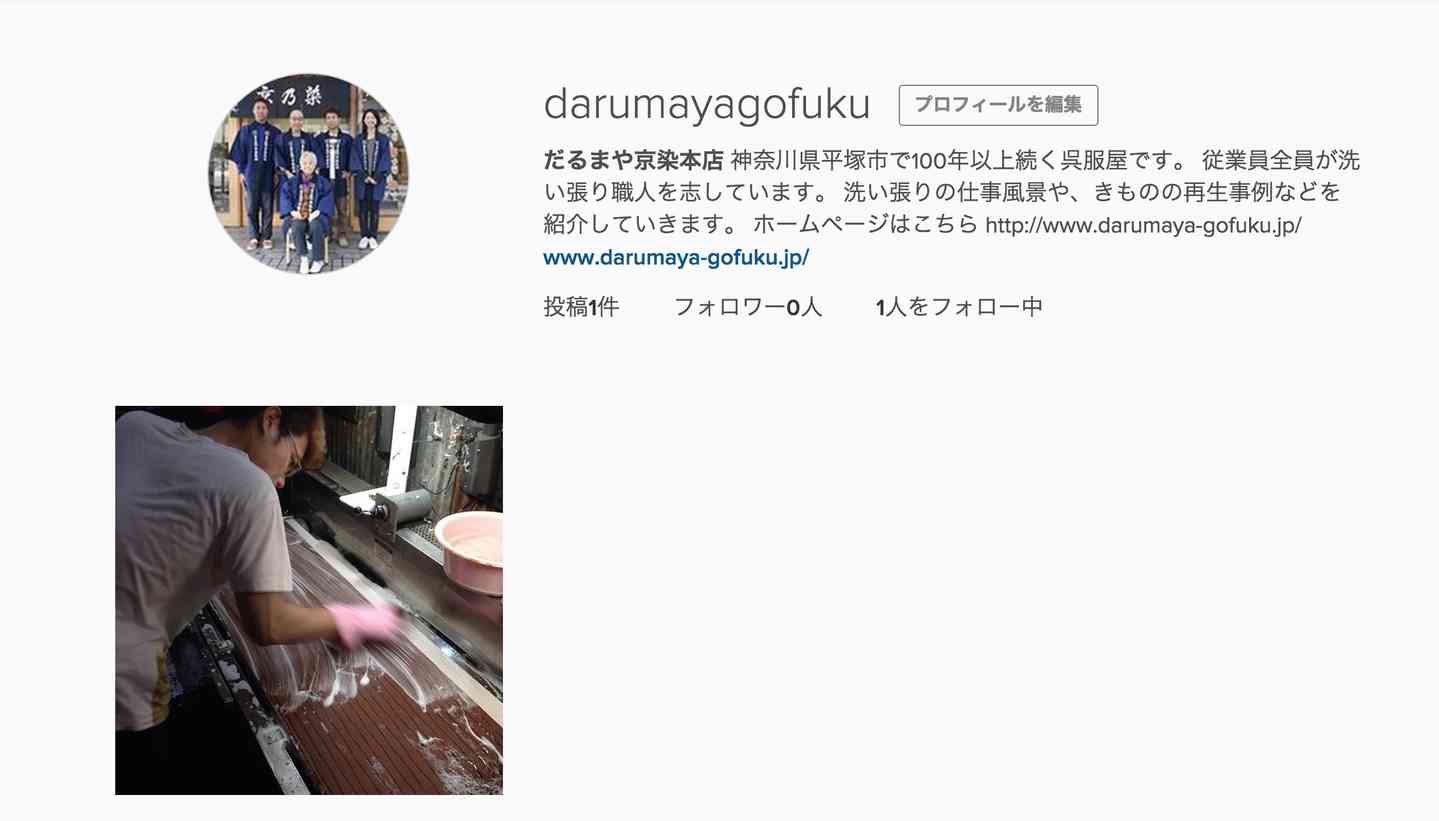 京乃染
darumayagofuku
プロフィールを編集
だるまや京染本店 神奈川県平塚市で100年以上続く呉服屋です。 従業員全員が洗
い張り職人を志しています。 洗い張りの仕事風景や、きものの再生事例などを
紹介していきます。 ホームページはこちら http://www.darumaya-gofuku.jp/
www.darumaya-gofuku.jp/
投稿1件 フォロワー0人 1人をフォロー中